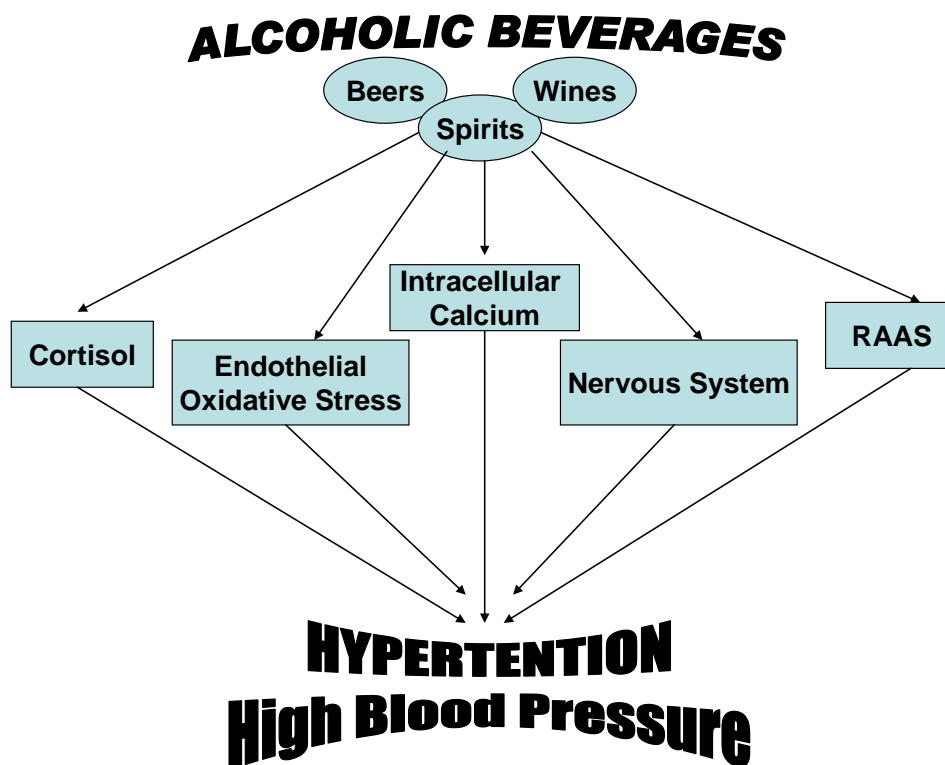 ALCOHOLIC BEVERAGES
Beers
Wines
Spirits
Intracellular
Calcium
RAAS
Cortisol
Endothelial
Oxidative Stress
Nervous System
HYPERTENTION
High Blood Pressure